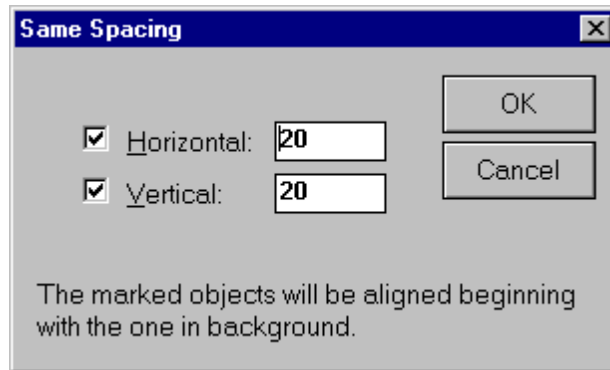 Same Spacing
Horizontal: 20
OK
Vertical: 20
Cancel
The marked objects will be aligned beginning
with the one in background.